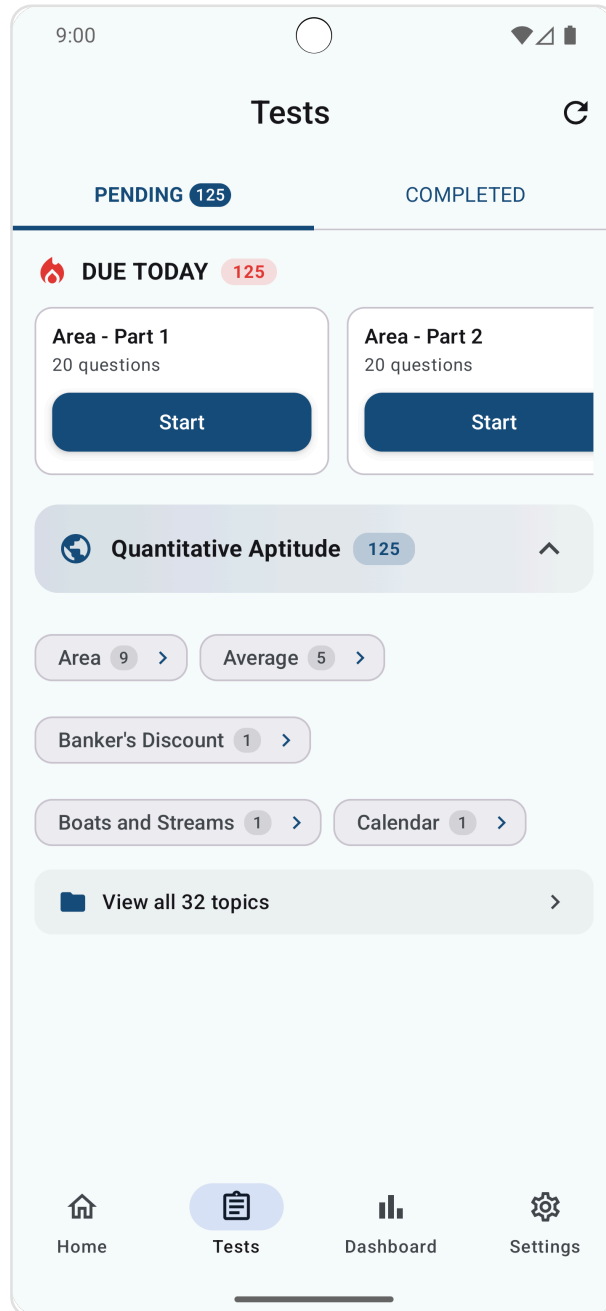 9:00
Tests
PENDING 125
COMPLETED
DUE TODAY 125
Area - Part 1
20 questions
Start
Area - Part 2
20 questions
Start
Quantitative Aptitude 125
Area 9
Average 5
Banker's Discount 1
Boats and Streams 1
Calendar 1
View all 32 topics
Home
Tests
Dashboard
Settings